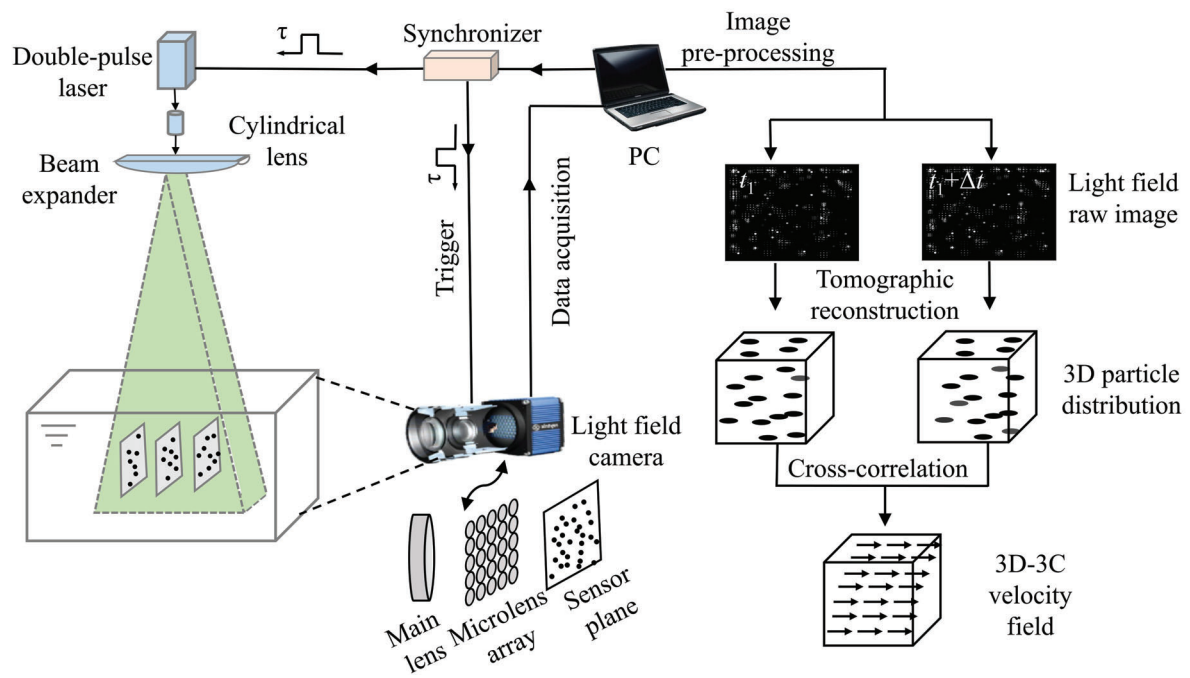 τ
Synchronizer
Image
pre-processing
Double-pulse
laser
Cylindrical
lens
Beam
expander
τ
Trigger
Data acquisition
PC
t₁
t₁+Δt
Light field
raw image
Tomographic
reconstruction
3D particle
distribution
Light field
camera
Cross-correlation
Main
lens
Microlens
array
Sensor
plane
3D-3C
velocity
field